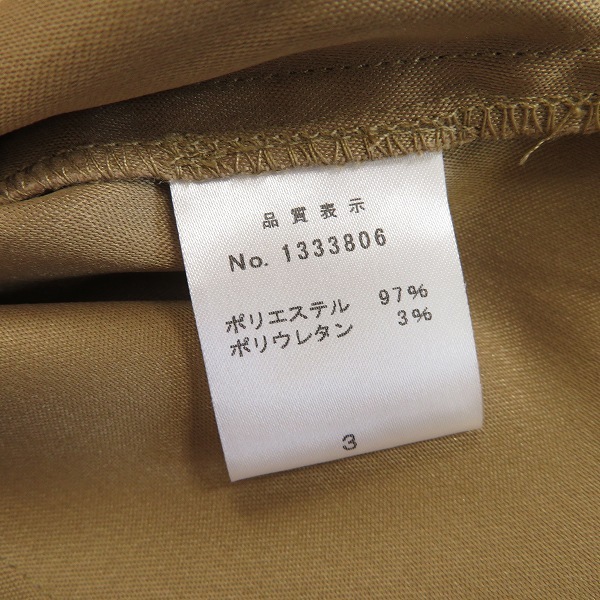 品質表示
No. 1333806
ポリエステル 97%
ポリウレタン 3%
3